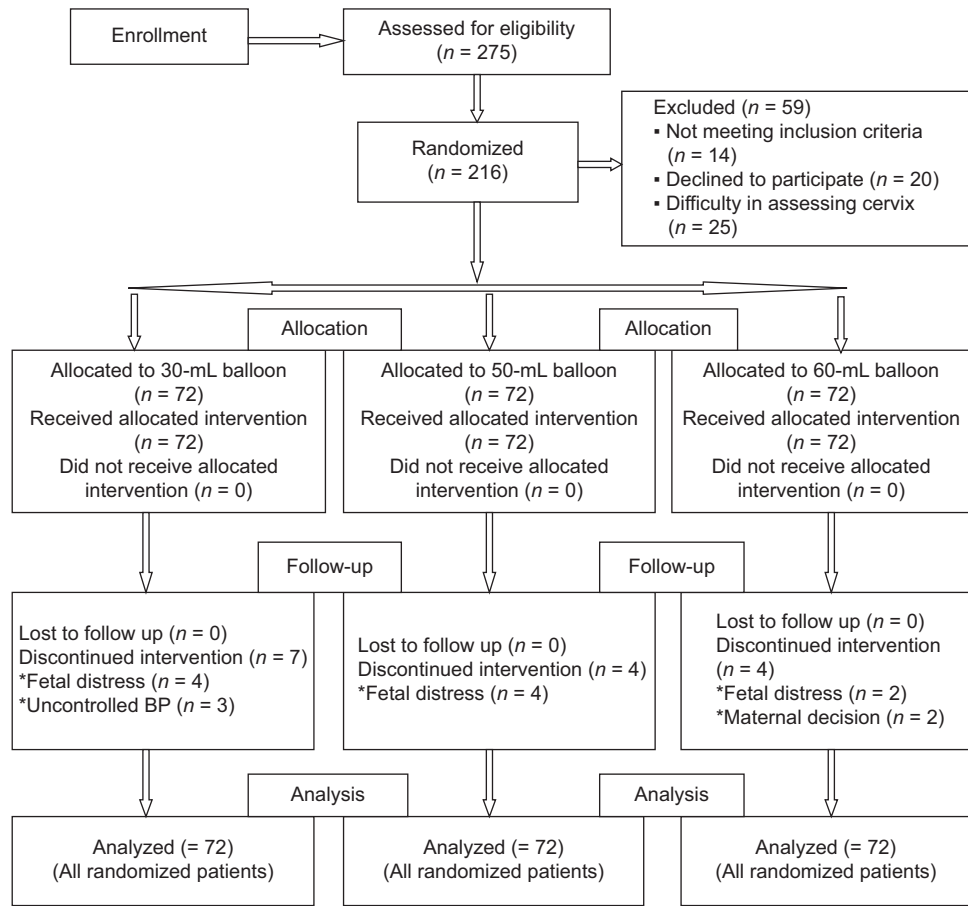 Enrollment
Assessed for eligibility
(n = 275)
Randomized
(n = 216)
Excluded (n = 59)
▪ Not meeting inclusion criteria
(n = 14)
▪ Declined to participate (n = 20)
▪ Difficulty in assessing cervix
(n = 25)
Allocation
Allocation
Allocated to 30-mL balloon
(n = 72)
Received allocated intervention
(n = 72)
Did not receive allocated
intervention (n = 0)
Allocated to 50-mL balloon
(n = 72)
Received allocated intervention
(n = 72)
Did not receive allocated
intervention (n = 0)
Allocated to 60-mL balloon
(n = 72)
Received allocated intervention
(n = 72)
Did not receive allocated
intervention (n = 0)
Follow-up
Follow-up
Lost to follow up (n = 0)
Discontinued intervention (n = 7)
*Fetal distress (n = 4)
*Uncontrolled BP (n = 3)
Lost to follow up (n = 0)
Discontinued intervention (n = 4)
*Fetal distress (n = 4)
Lost to follow up (n = 0)
Discontinued intervention
(n = 4)
*Fetal distress (n = 2)
*Maternal decision (n = 2)
Analysis
Analysis
Analyzed (= 72)
(All randomized patients)
Analyzed (= 72)
(All randomized patients)
Analyzed (= 72)
(All randomized patients)